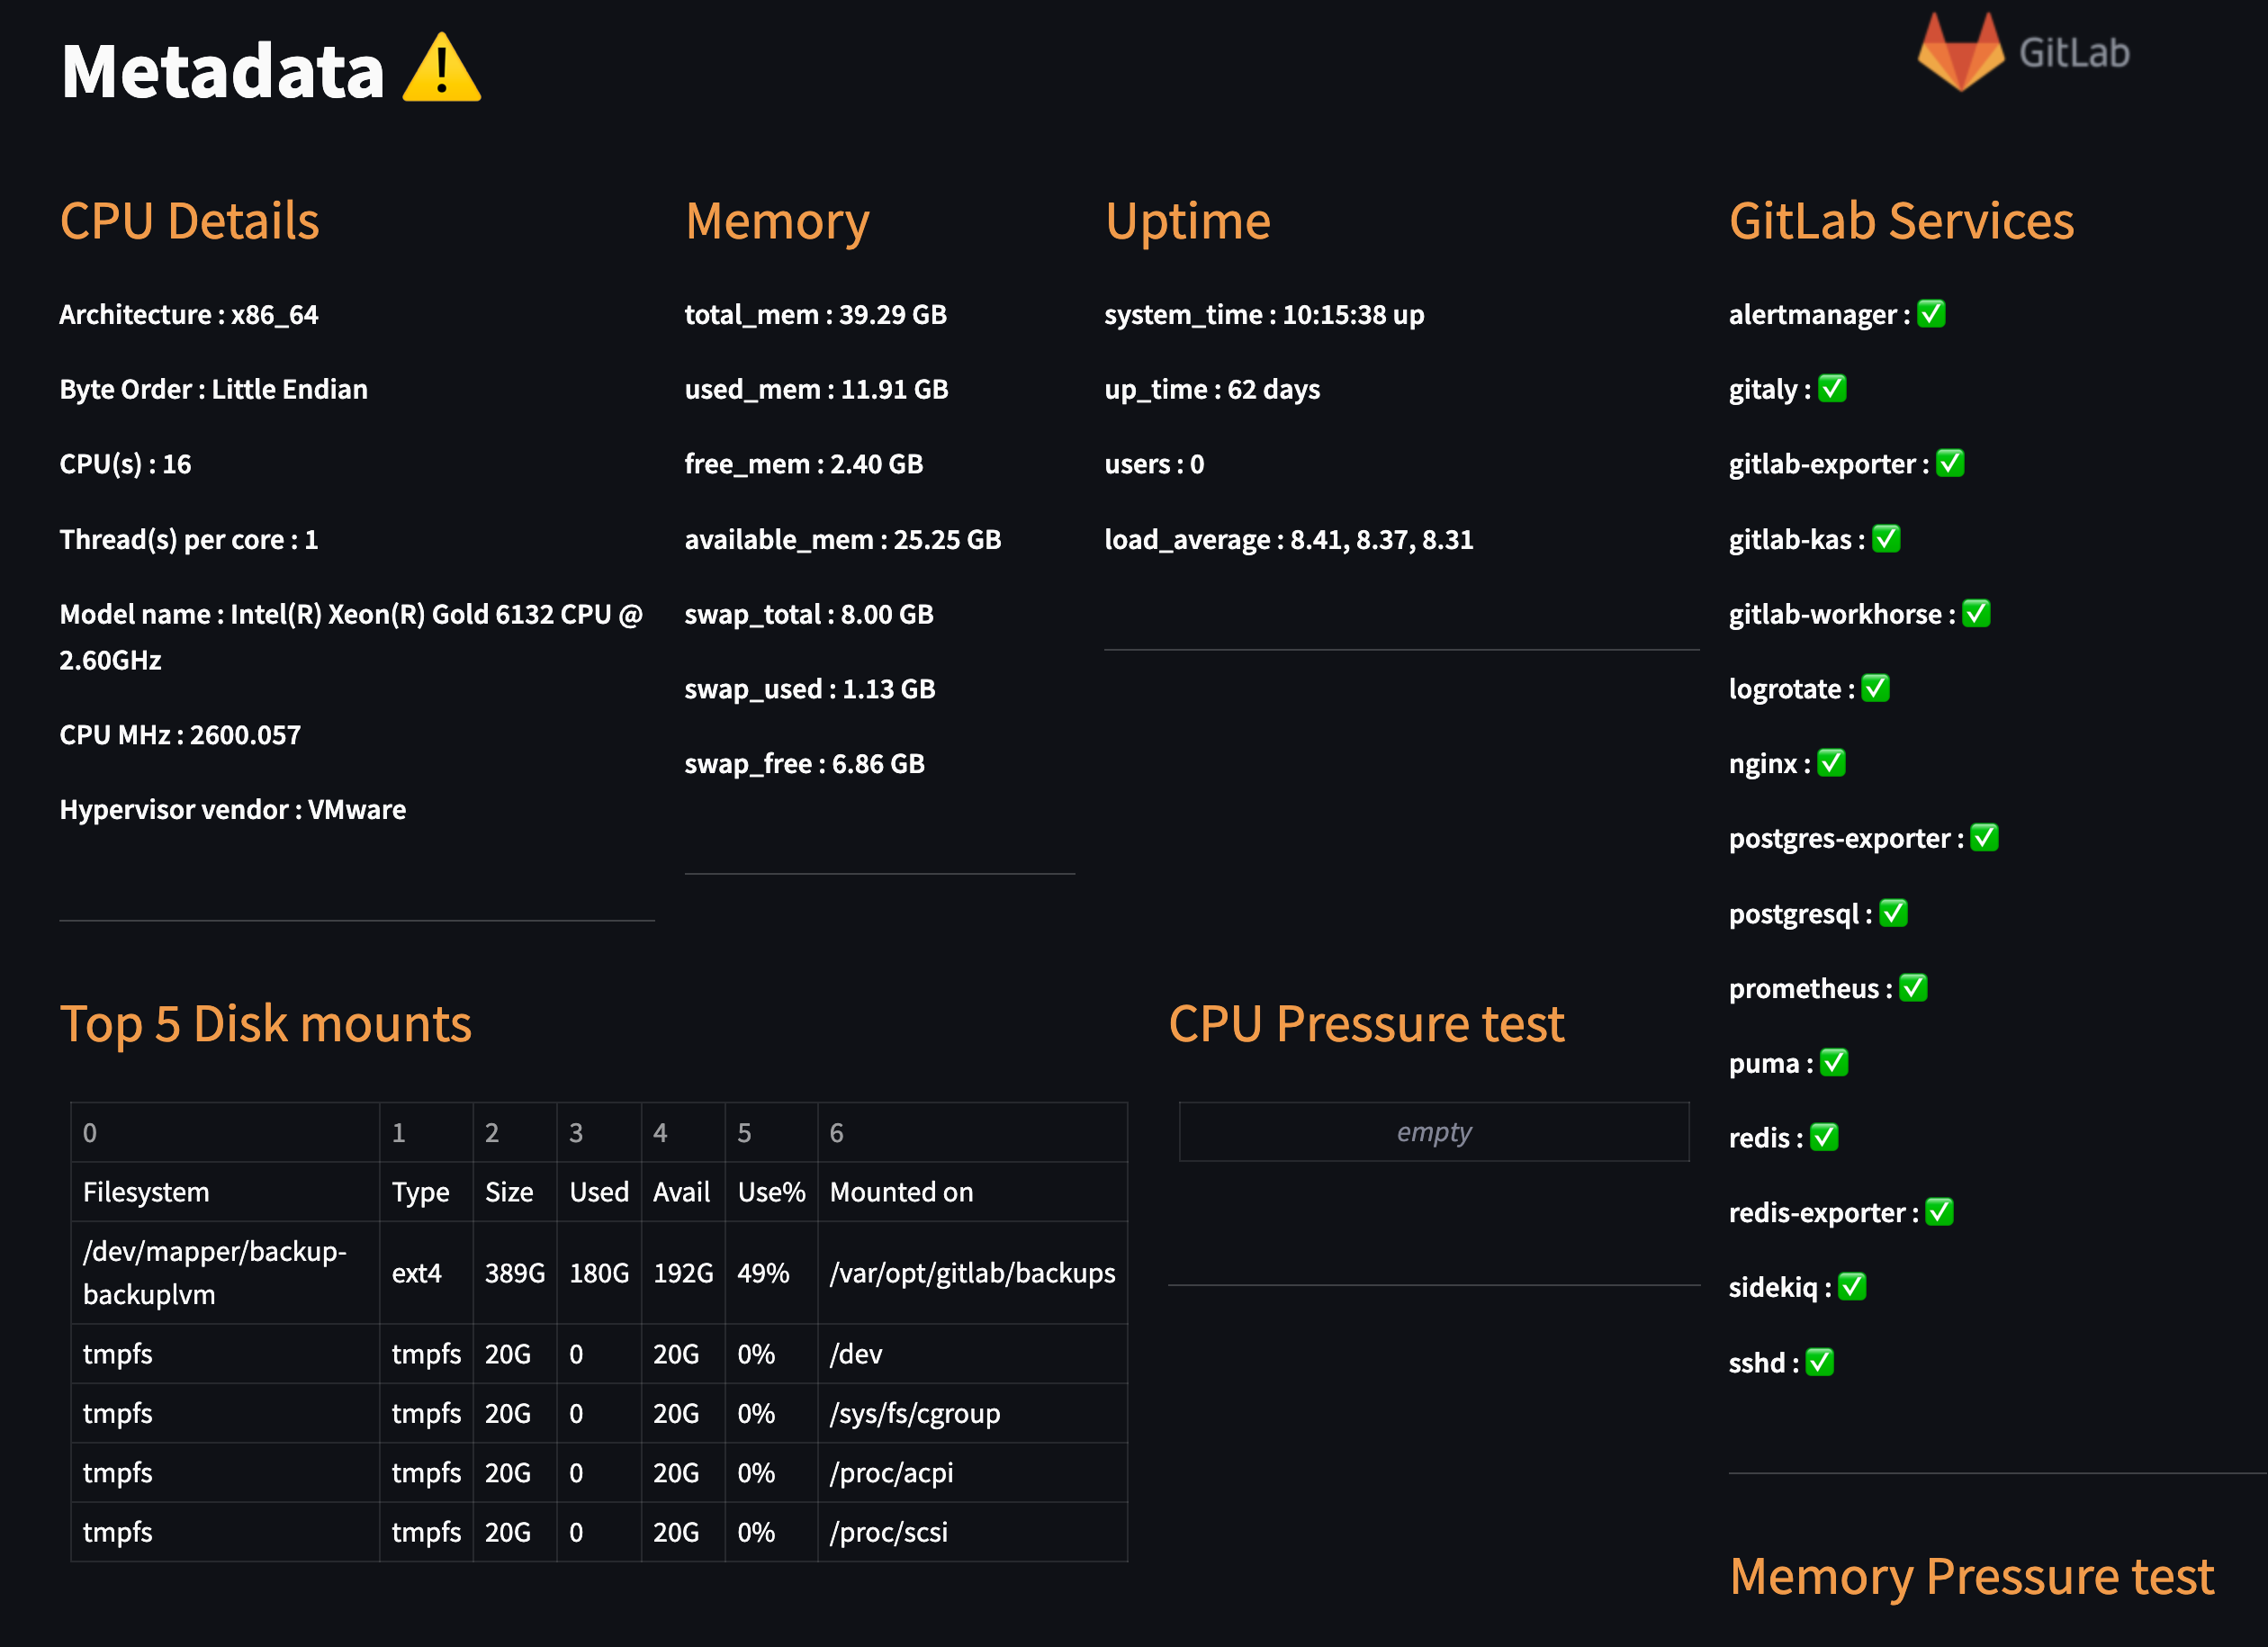 Metadata ⚠️
GitLab
CPU Details
Architecture : x86_64
Byte Order : Little Endian
CPU(s) : 16
Thread(s) per core : 1
Model name : Intel(R) Xeon(R) Gold 6132 CPU @
2.60GHz
CPU MHz : 2600.057
Hypervisor vendor : VMware
Memory
total_mem : 39.29 GB
used_mem : 11.91 GB
free_mem : 2.40 GB
available_mem : 25.25 GB
swap_total : 8.00 GB
swap_used : 1.13 GB
swap_free : 6.86 GB
Uptime
system_time : 10:15:38 up
up_time : 62 days
users : 0
load_average : 8.41, 8.37, 8.31
GitLab Services
alertmanager : ✅
gitaly : ✅
gitlab-exporter : ✅
gitlab-kas : ✅
gitlab-workhorse : ✅
logrotate : ✅
nginx : ✅
postgres-exporter : ✅
postgresql : ✅
prometheus : ✅
puma : ✅
redis : ✅
redis-exporter : ✅
sidekiq : ✅
sshd : ✅
Top 5 Disk mounts
0 1 2 3 4 5 6
Filesystem Type Size Used Avail Use% Mounted on
/dev/mapper/backup-
backuplvm ext4 389G 180G 192G 49% /var/opt/gitlab/backups
tmpfs tmpfs 20G 0 20G 0% /dev
tmpfs tmpfs 20G 0 20G 0% /sys/fs/cgroup
tmpfs tmpfs 20G 0 20G 0% /proc/acpi
tmpfs tmpfs 20G 0 20G 0% /proc/scsi
CPU Pressure test
empty
Memory Pressure test